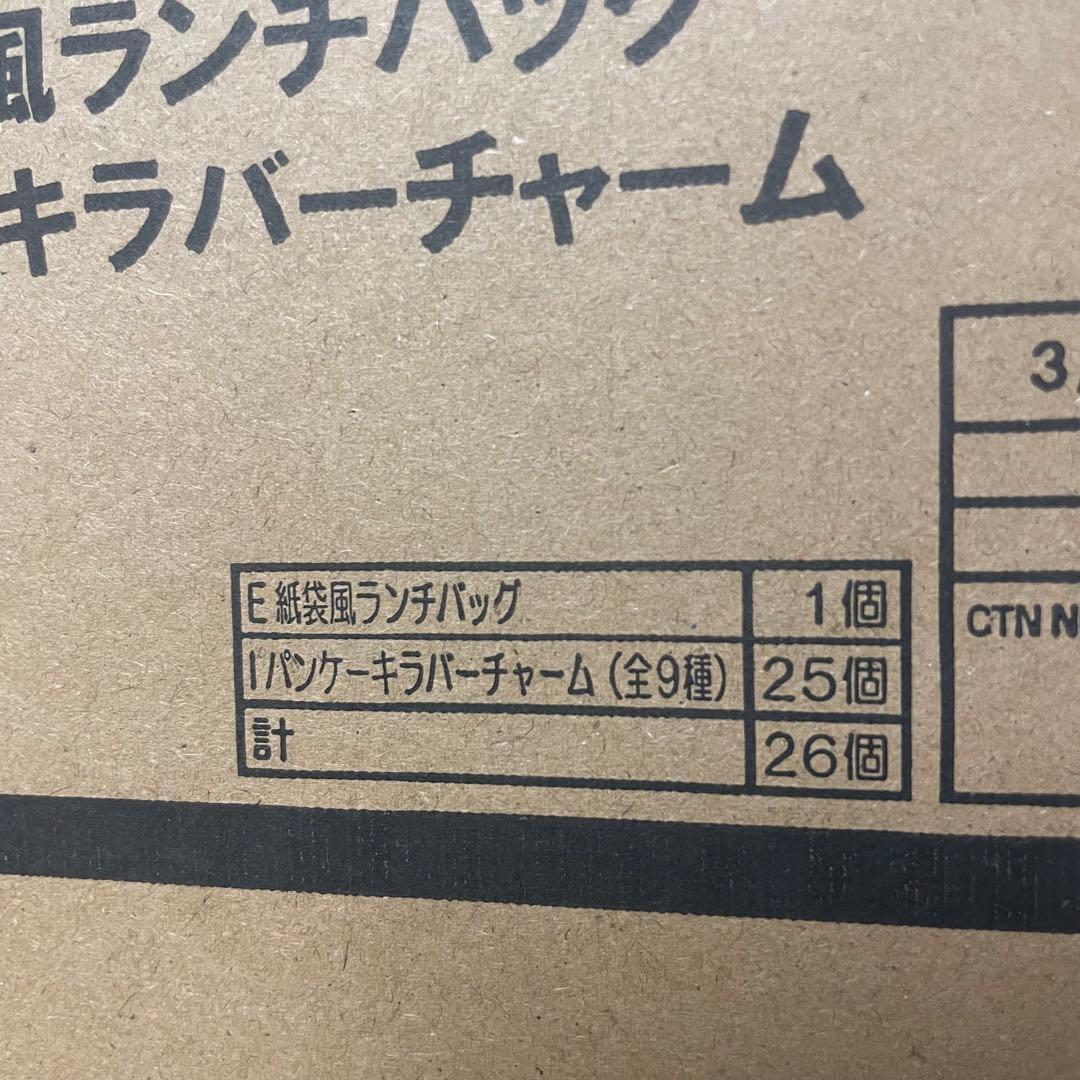 風ランチバッグ
キラバーチャーム
3
E 紙袋風ランチバッグ 1個
I パンケーキラバーチャーム (全9種) 25個
計 26個
CTN N